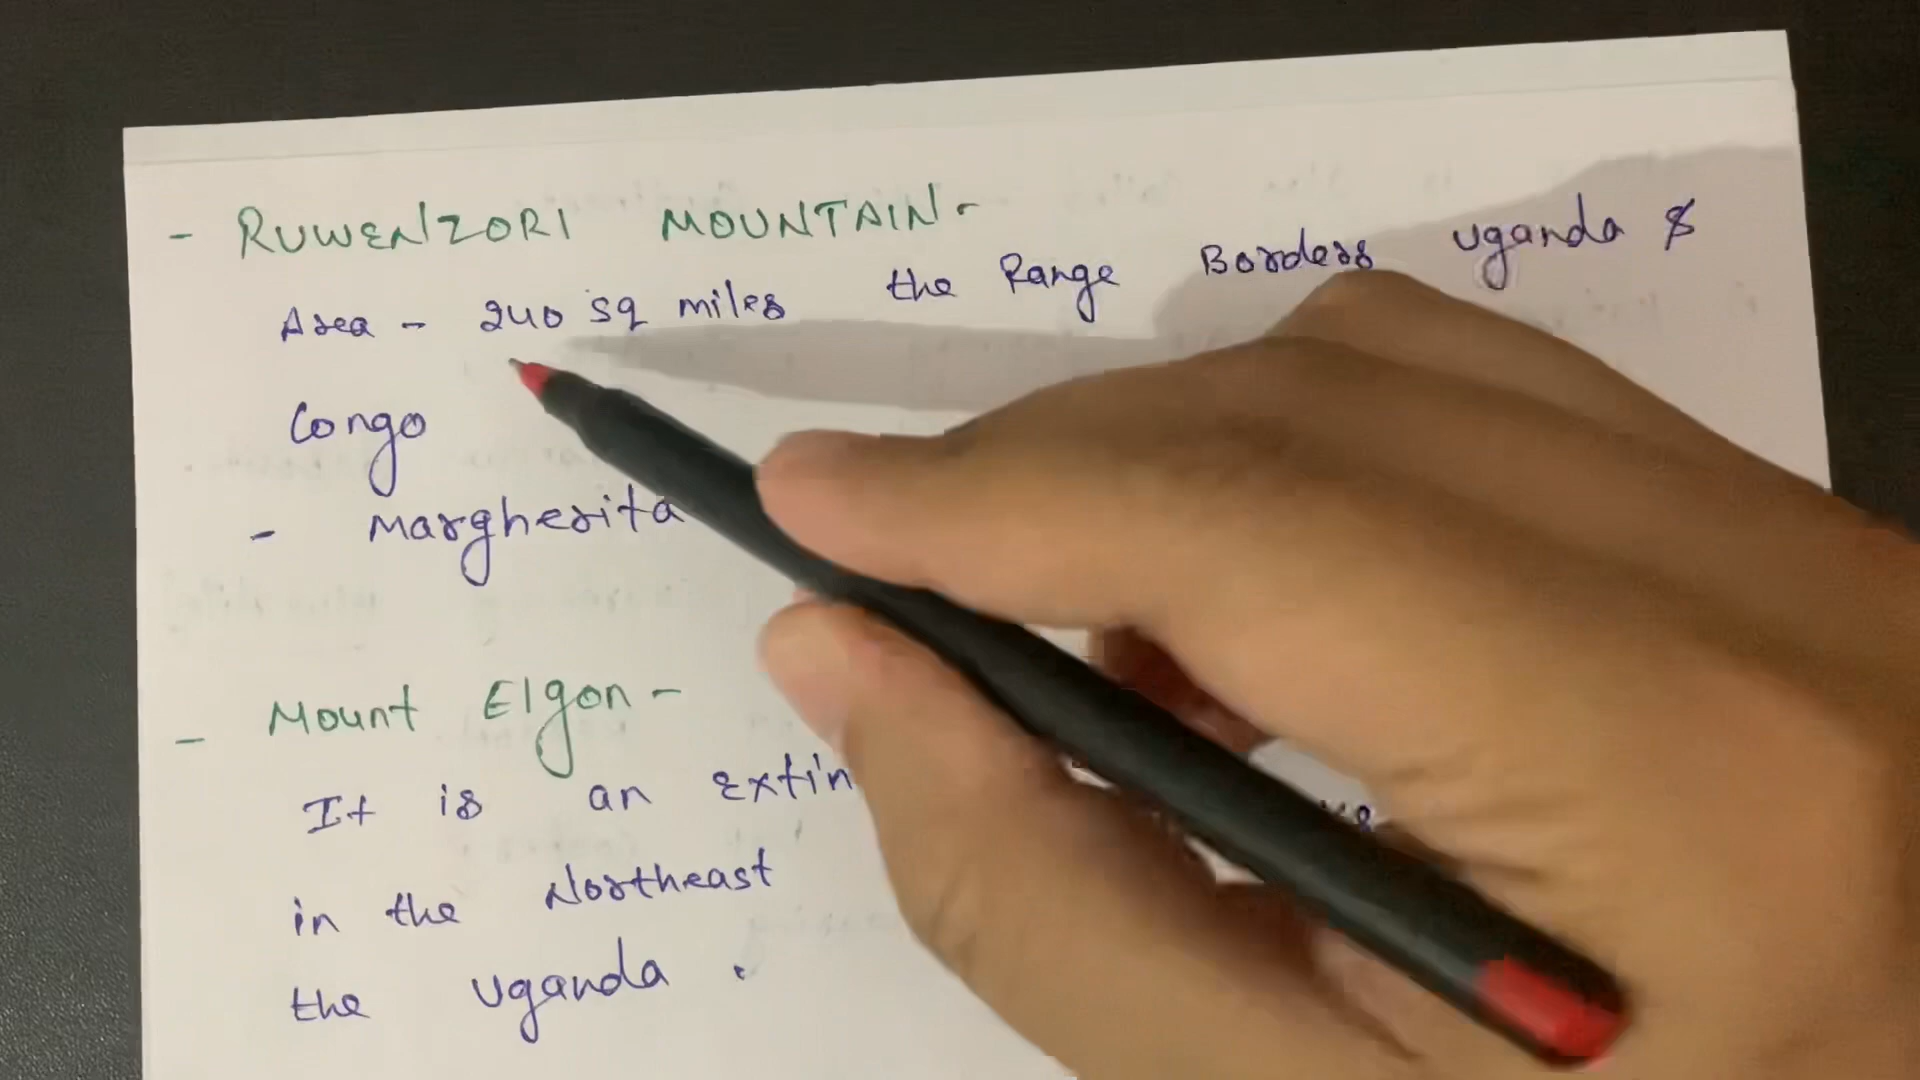 - RUWENZORI MOUNTAIN -
Area - 240 sq miles the Range Borders Uganda &
Congo
- Margherita
- Mount Elgon -
It is an
in the Northeast
the Uganda .